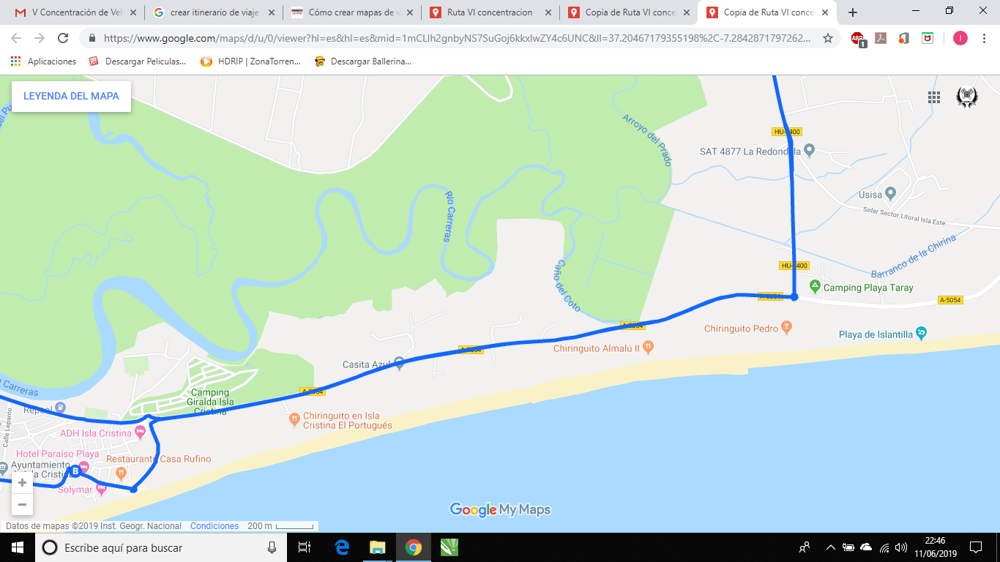 V Concentración de Veh
crear itinerario de viaje
Cómo crear mapas de v
Ruta VI concentracion
Copia de Ruta VI conce
Copia de Ruta VI conce
https://www.google.com/maps/d/u/0/viewer?hl=es&hl=es&mid=1mCLIh2gnbyNS7SuGoj6kkxIwZY4c6UNC&ll=37.20467179355198%2C-7.2842871797262...
ABP
1
I
Aplicaciones
Descargar Peliculas...
HDRIP | ZonaTorren...
Descargar Ballerina...
LEYENDA DEL MAPA
Arroyo del Prado
HU-
400
SAT 4877 La Redondela
Usisa
Solar Sector Litoral Isla Este
Río Carreras
Barranco de la Chirina
HU-
400
Caño del Coto
Camping Playa Taray
A-5054
A-5054
A-5054
Chiringuito Pedro
Playa de Islantilla
A-5054
Chiringuito Almalú II
Casita Azul
Carreras
Camping
Giralda Isla
Cristina
A-5054
Repsol
Calle Lepanto
Chiringuito en Isla
Cristina El Portugués
ADH Isla Cristina
Hotel Paraíso Playa
Restaurante Casa Rufino
Ayuntamiento
Isla Cristina
B
Solymar
+
−
Google My Maps
Datos de mapas ©2019 Inst. Geogr. Nacional
Condiciones
200 m
Escribe aquí para buscar
22:46
11/06/2019